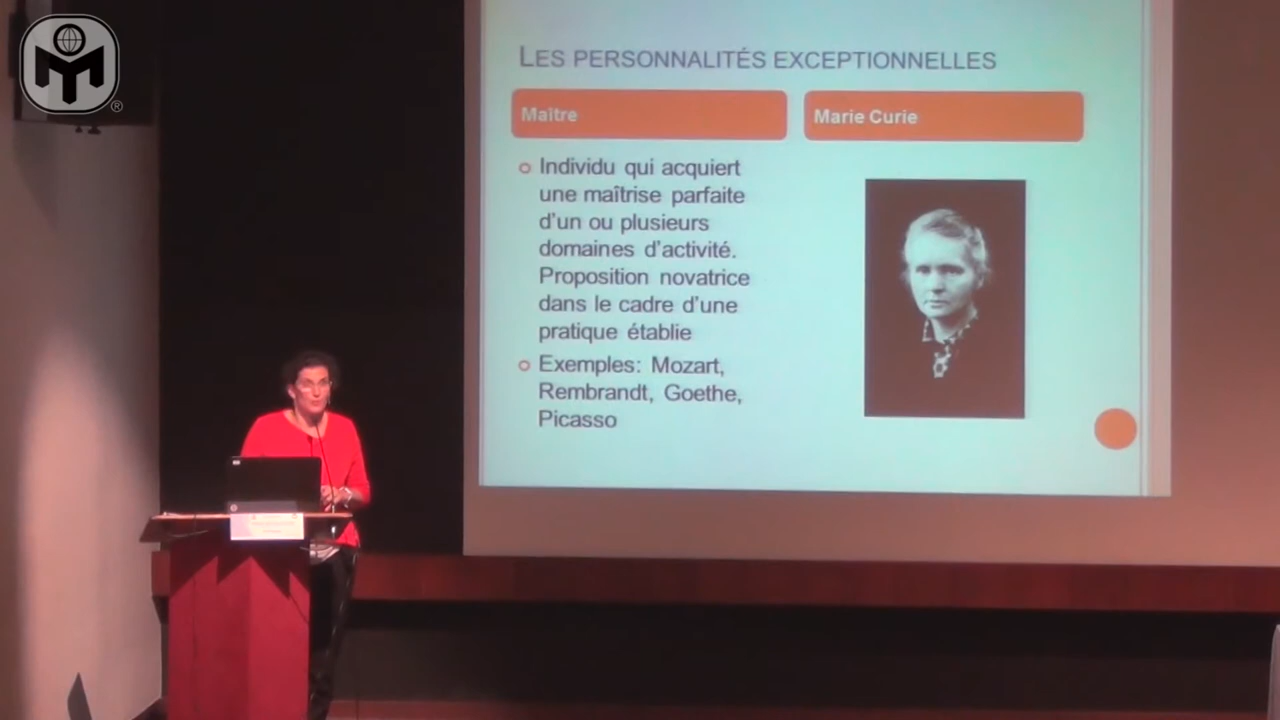 LES PERSONNALITÉS EXCEPTIONNELLES
Maître
Marie Curie
Individu qui acquiert
une maîtrise parfaite
d'un ou plusieurs
domaines d'activité.
Proposition novatrice
dans le cadre d'une
pratique établie
Exemples: Mozart,
Rembrandt, Goethe,
Picasso
®